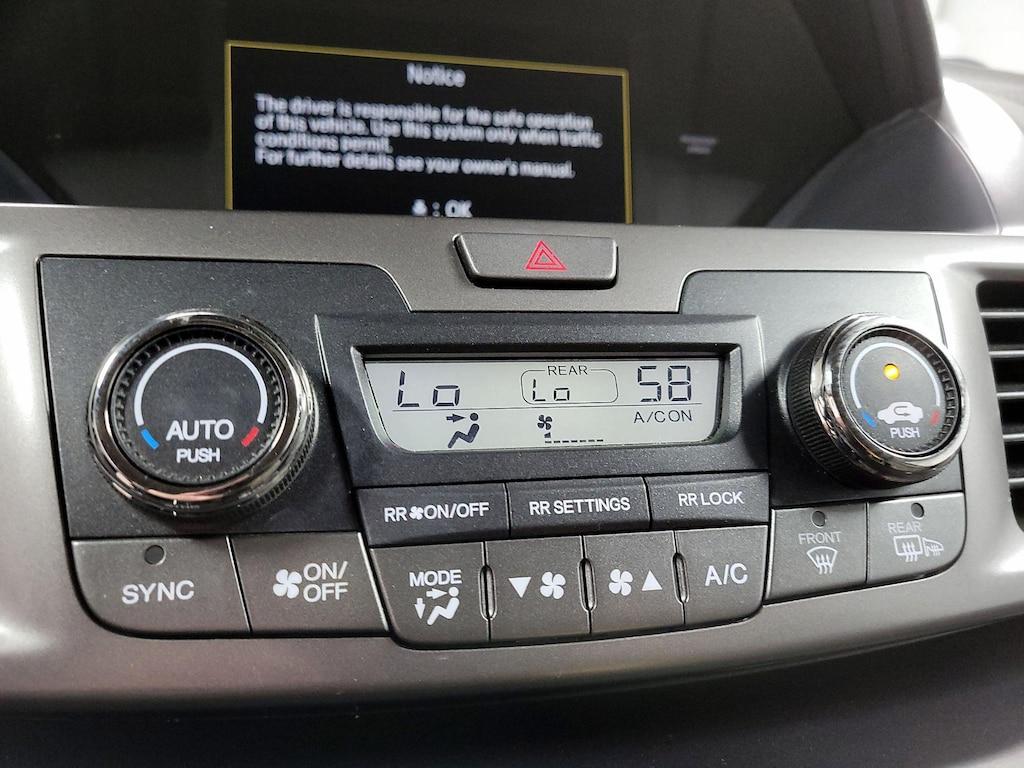 Notice
The driver is responsible for the safe operation
of this vehicle. Use this system only when traffic
conditions permit.
For further details see your owner's manual.
: OK
Lo
REAR
Lo
58
A/C ON
AUTO
PUSH
PUSH
RR ON/OFF
RR SETTINGS
RR LOCK
SYNC
ON/
OFF
MODE
A/C
FRONT
REAR